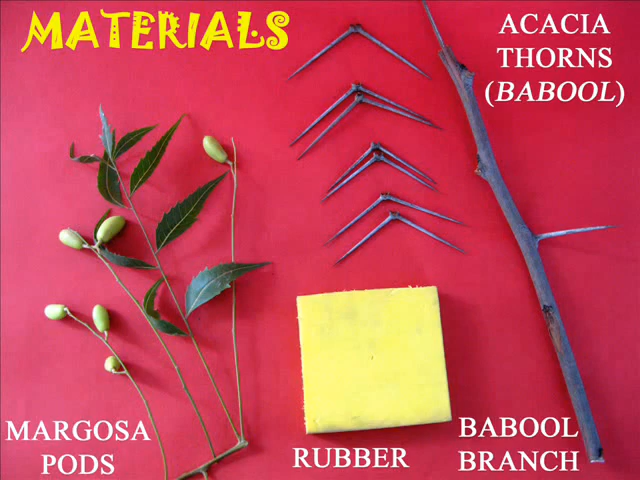 MATERIALS
ACACIA
THORNS
(BABOOL)
MARGOSA
PODS
RUBBER
BABOOL
BRANCH